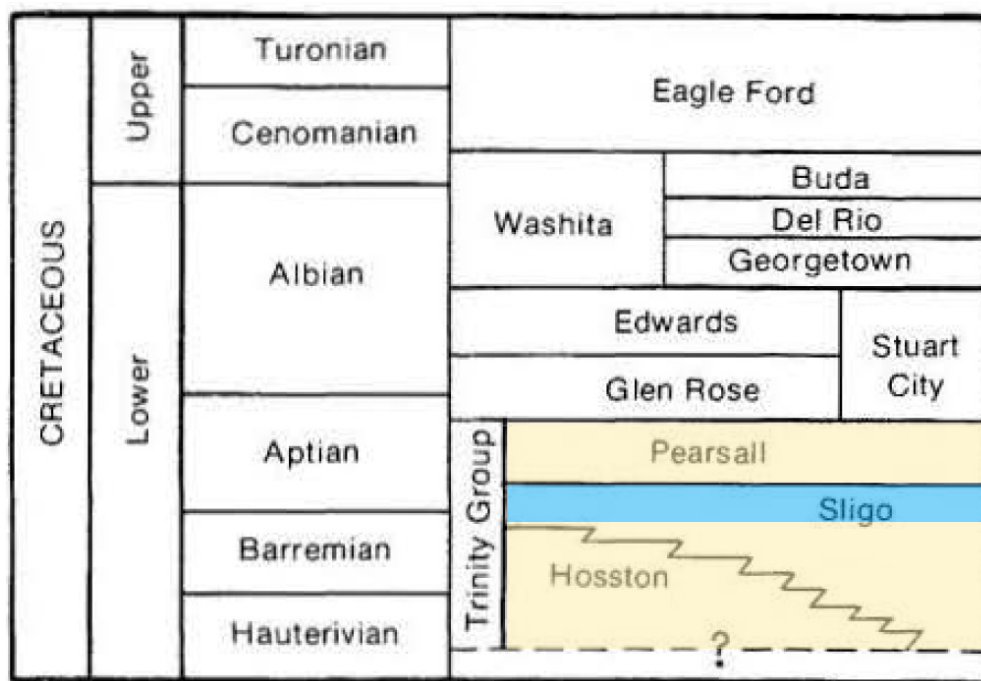 CRETACEOUS
Upper
Lower
Turonian
Cenomanian
Albian
Aptian
Barremian
Hauterivian
Eagle Ford
Washita
Buda
Del Rio
Georgetown
Edwards
Glen Rose
Stuart
City
Trinity Group
Pearsall
Sligo
Hosston
?